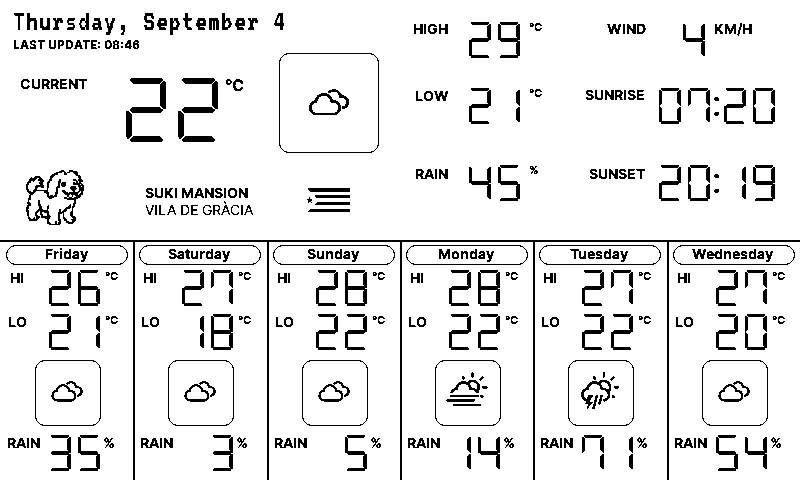 Thursday, September 4
LAST UPDATE: 08:46
CURRENT 22 °C
HIGH 29 °C
WIND 4 KM/H
LOW 21 °C
SUNRISE 07:20
RAIN 45 %
SUNSET 20:19
SUKI MANSION
VILA DE GRÀCIA
Friday
HI 26 °C
LO 21 °C
RAIN 35 %
Saturday
HI 27 °C
LO 18 °C
RAIN 3 %
Sunday
HI 28 °C
LO 22 °C
RAIN 5 %
Monday
HI 28 °C
LO 22 °C
RAIN 14 %
Tuesday
HI 27 °C
LO 22 °C
RAIN 71 %
Wednesday
HI 27 °C
LO 20 °C
RAIN 54 %